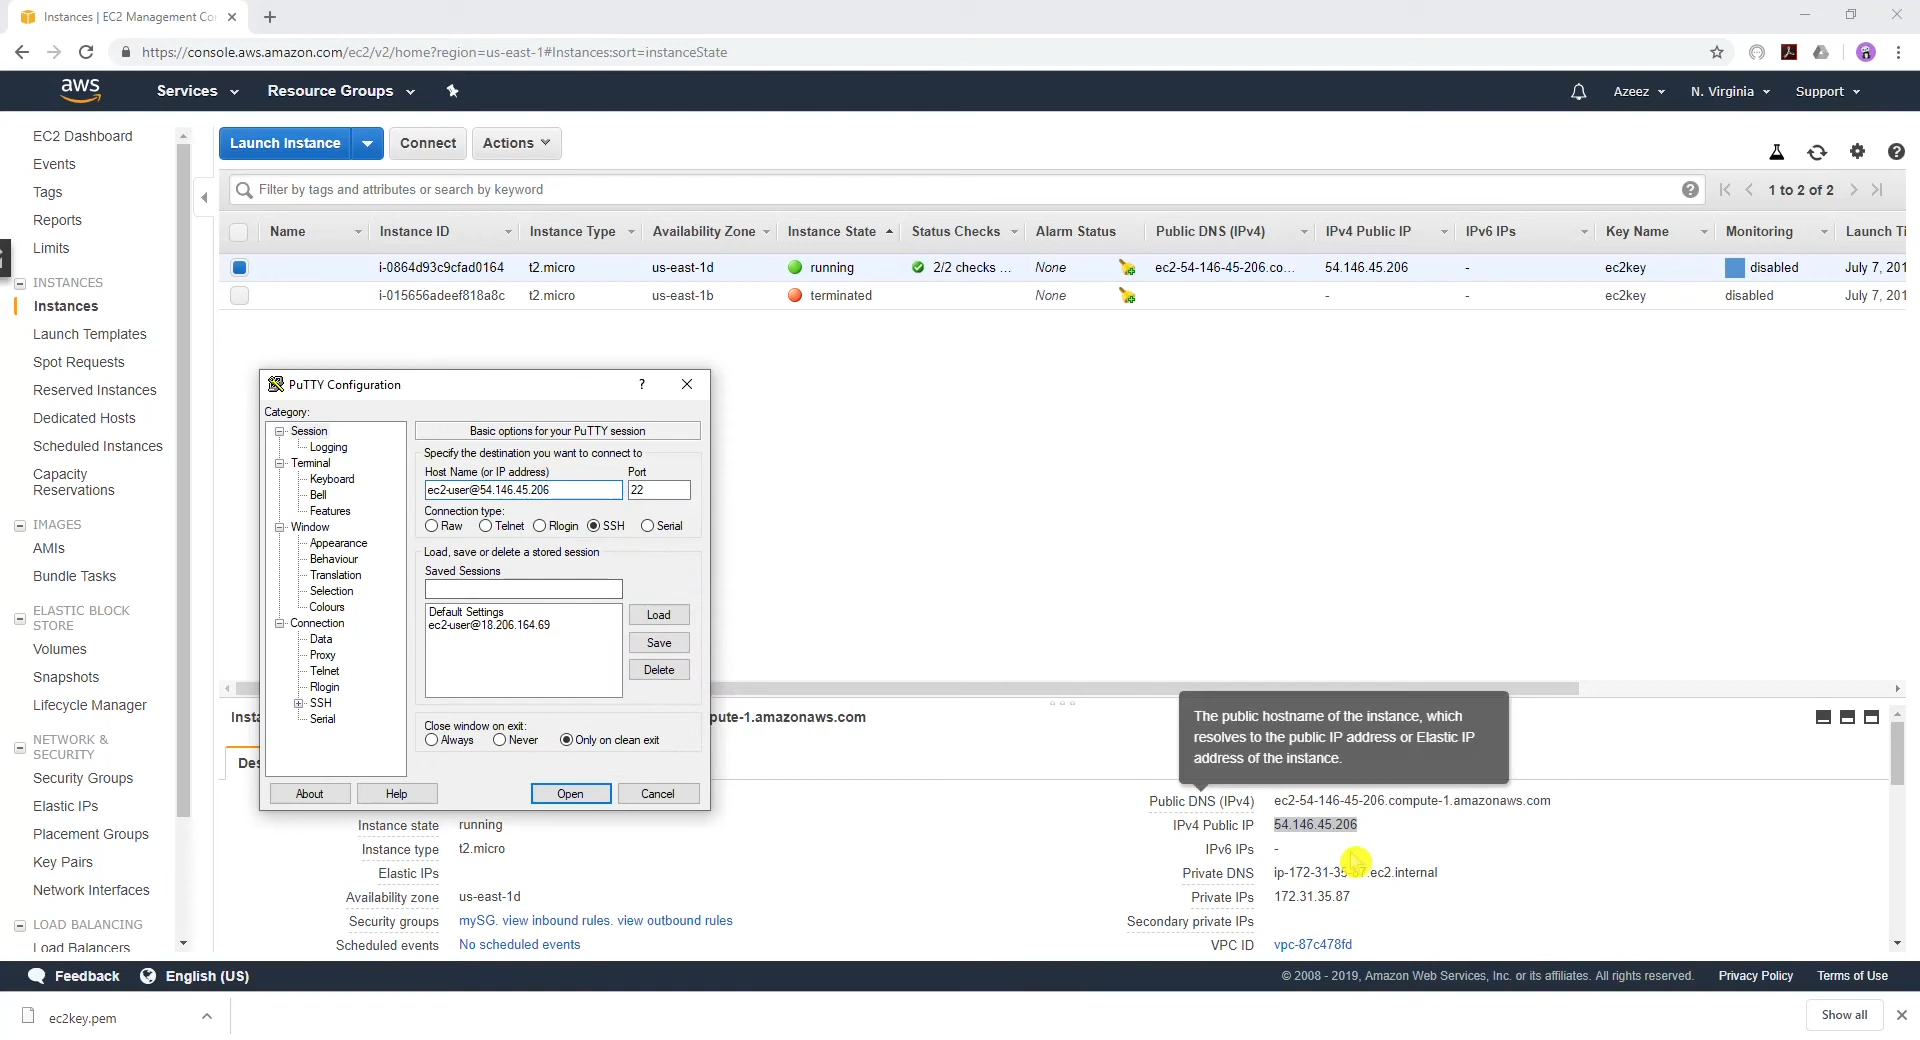 Instances | EC2 Management Co
https://console.aws.amazon.com/ec2/v2/home?region=us-east-1#Instances:sort=instanceState
aws
Services
Resource Groups
Azeez
N. Virginia
Support
EC2 Dashboard
Events
Tags
Reports
Limits
INSTANCES
Instances
Launch Templates
Spot Requests
Reserved Instances
Dedicated Hosts
Scheduled Instances
Capacity
Reservations
IMAGES
AMIs
Bundle Tasks
ELASTIC BLOCK
STORE
Volumes
Snapshots
Lifecycle Manager
NETWORK &
SECURITY
Security Groups
Elastic IPs
Placement Groups
Key Pairs
Network Interfaces
LOAD BALANCING
Load Balancers
Launch Instance
Connect
Actions
Filter by tags and attributes or search by keyword
1 to 2 of 2
Name Instance ID Instance Type Availability Zone Instance State Status Checks Alarm Status Public DNS (IPv4) IPv4 Public IP IPv6 IPs Key Name Monitoring Launch Ti
i-0864d93c9cfad0164 t2.micro us-east-1d running 2/2 checks ... None ec2-54-146-45-206.co... 54.146.45.206 - ec2key disabled July 7, 201
i-015656adeef818a8c t2.micro us-east-1b terminated None - - ec2key disabled July 7, 201
PuTTY Configuration
?
Category:
Session
Logging
Terminal
Keyboard
Bell
Features
Window
Appearance
Behaviour
Translation
Selection
Colours
Connection
Data
Proxy
Telnet
Rlogin
SSH
Serial
Basic options for your PuTTY session
Specify the destination you want to connect to
Host Name (or IP address) Port
ec2-user@54.146.45.206 22
Connection type:
Raw Telnet Rlogin SSH Serial
Load, save or delete a stored session
Saved Sessions
Default Settings
ec2-user@18.206.164.69
Load
Save
Delete
Close window on exit:
Always Never Only on clean exit
About Help Open Cancel
Insta
pute-1.amazonaws.com
Des
The public hostname of the instance, which
resolves to the public IP address or Elastic IP
address of the instance.
Instance state running
Instance type t2.micro
Elastic IPs
Availability zone us-east-1d
Security groups mySG. view inbound rules. view outbound rules
Scheduled events No scheduled events
Public DNS (IPv4) ec2-54-146-45-206.compute-1.amazonaws.com
IPv4 Public IP 54.146.45.206
IPv6 IPs -
Private DNS ip-172-31-35-87.ec2.internal
Private IPs 172.31.35.87
Secondary private IPs
VPC ID vpc-87c478fd
Feedback English (US)
© 2008 - 2019, Amazon Web Services, Inc. or its affiliates. All rights reserved. Privacy Policy Terms of Use
ec2key.pem
Show all